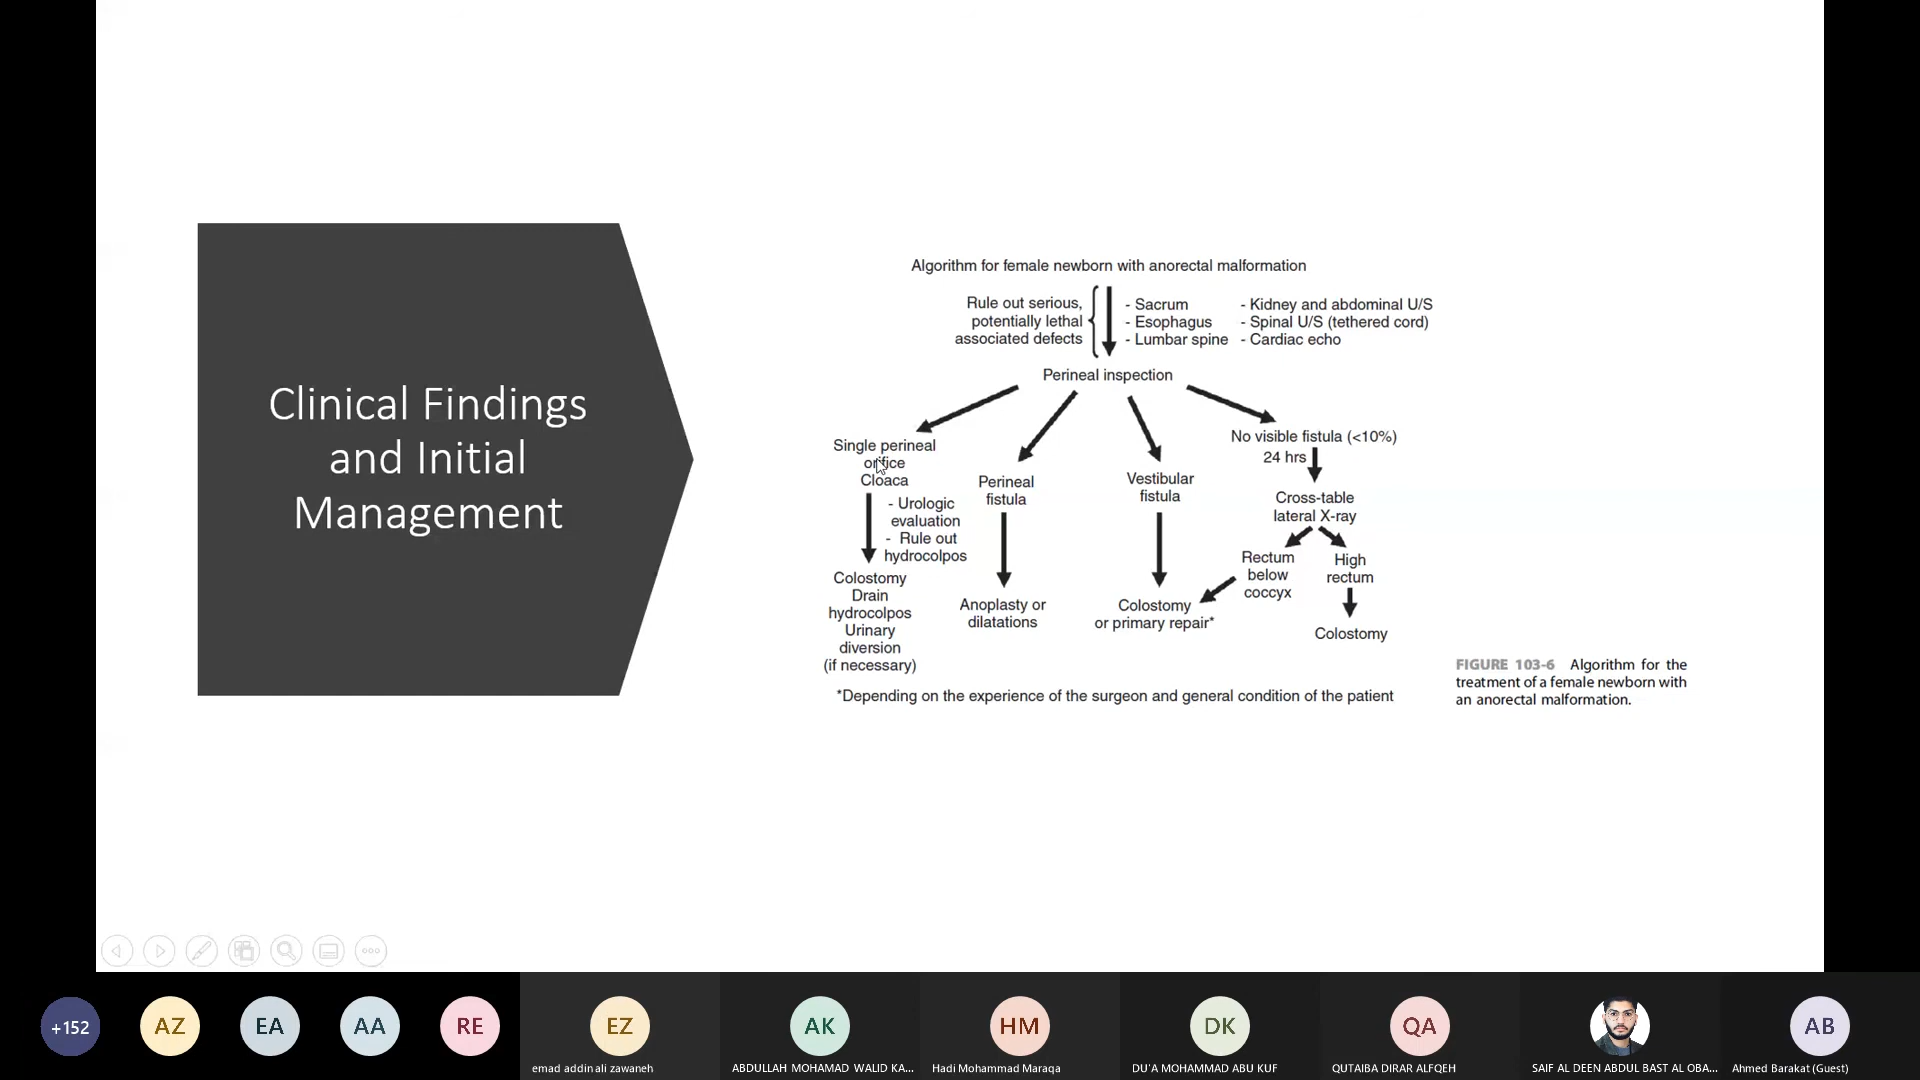 Clinical Findings
and Initial
Management
Algorithm for female newborn with anorectal malformation
Rule out serious,
potentially lethal
associated defects
- Sacrum
- Esophagus
- Lumbar spine
- Kidney and abdominal U/S
- Spinal U/S (tethered cord)
- Cardiac echo
Perineal inspection
Single perineal
orifice
Cloaca
- Urologic
evaluation
- Rule out
hydrocolpos
Colostomy
Drain
hydrocolpos
Urinary
diversion
(if necessary)
Perineal
fistula
Anoplasty or
dilatations
Vestibular
fistula
Colostomy
or primary repair*
No visible fistula (<10%)
24 hrs
Cross-table
lateral X-ray
Rectum
below
coccyx
High
rectum
Colostomy
*Depending on the experience of the surgeon and general condition of the patient
FIGURE 103-6 Algorithm for the
treatment of a female newborn with
an anorectal malformation.
+152
AZ
EA
AA
RE
EZ
emad addin ali zawaneh
AK
ABDULLAH MOHAMAD WALID KA...
HM
Hadi Mohammad Maraqa
DK
DU'A MOHAMMAD ABU KUF
QA
QUTAIBA DIRAR ALFQEH
SAIF AL DEEN ABDUL BAST AL OBA...
AB
Ahmed Barakat (Guest)